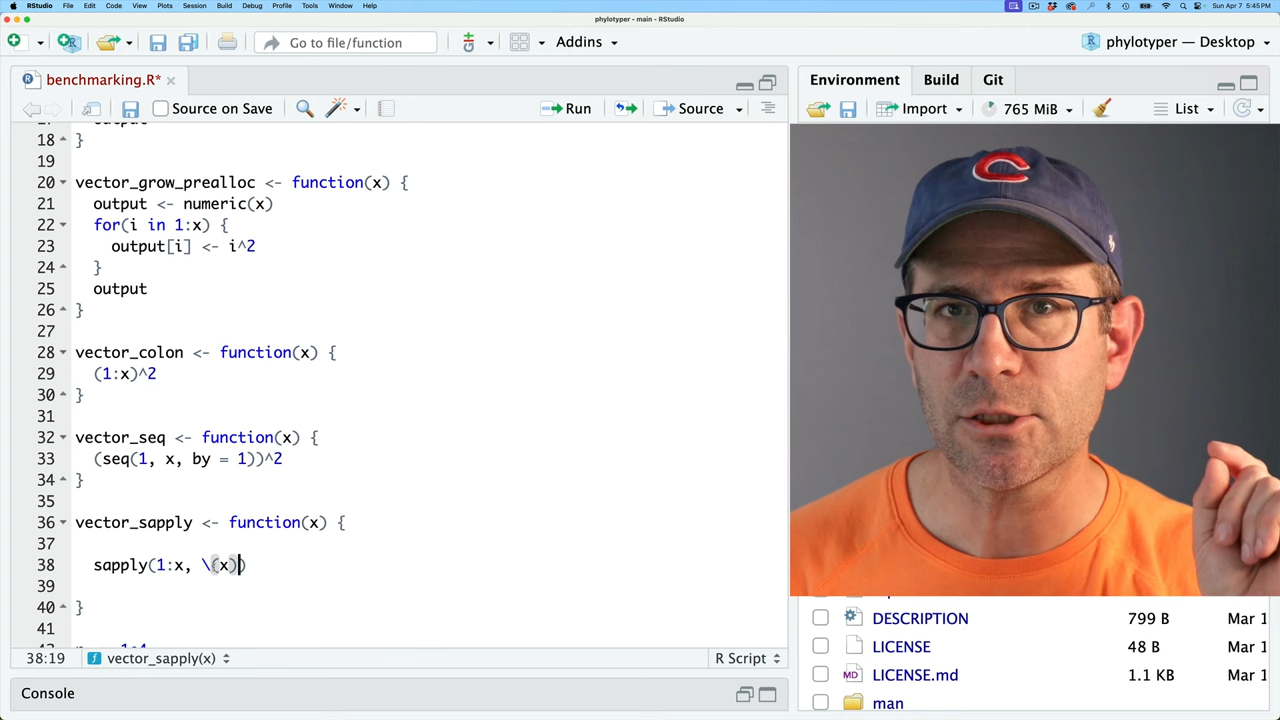 RStudio File Edit Code View Plots Session Build Debug Profile Tools Window Help Sun Apr 7 5:45 PM
phylotyper - main - RStudio
Go to file/function Addins phylotyper — Desktop
benchmarking.R* Environment Build Git
Source on Save Run Source Import 765 MiB List
18 }
19
20 vector_grow_prealloc <- function(x) {
21 output <- numeric(x)
22 for(i in 1:x) {
23 output[i] <- i^2
24 }
25 output
26 }
27
28 vector_colon <- function(x) {
29 (1:x)^2
30 }
31
32 vector_seq <- function(x) {
33 (seq(1, x, by = 1))^2
34 }
35
36 vector_sapply <- function(x) {
37
38 sapply(1:x, \(x))
39
40 }
41
38:19 vector_sapply(x) R Script
Console
C
DESCRIPTION 799 B Mar 1
LICENSE 48 B Mar 1
LICENSE.md 1.1 KB Mar 1
man